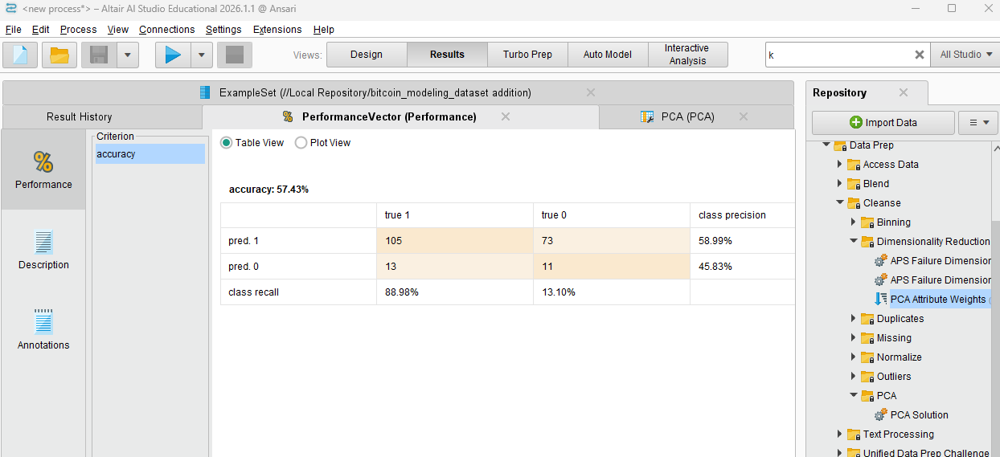 <new process*> – Altair AI Studio Educational 2026.1.1 @ Ansari
File Edit Process View Connections Settings Extensions Help
Views: Design Results Turbo Prep Auto Model Interactive Analysis k All Studio
ExampleSet (//Local Repository/bitcoin_modeling_dataset addition)
Result History PerformanceVector (Performance) PCA (PCA)
Performance
Description
Annotations
Criterion
accuracy
Table View Plot View
accuracy: 57.43%
true 1 true 0 class precision
pred. 1 105 73 58.99%
pred. 0 13 11 45.83%
class recall 88.98% 13.10%
Repository
Import Data
Data Prep
Access Data
Blend
Cleanse
Binning
Dimensionality Reduction
APS Failure Dimension
APS Failure Dimension
PCA Attribute Weights
Duplicates
Missing
Normalize
Outliers
PCA
PCA Solution
Text Processing
Unified Data Prep Challenge